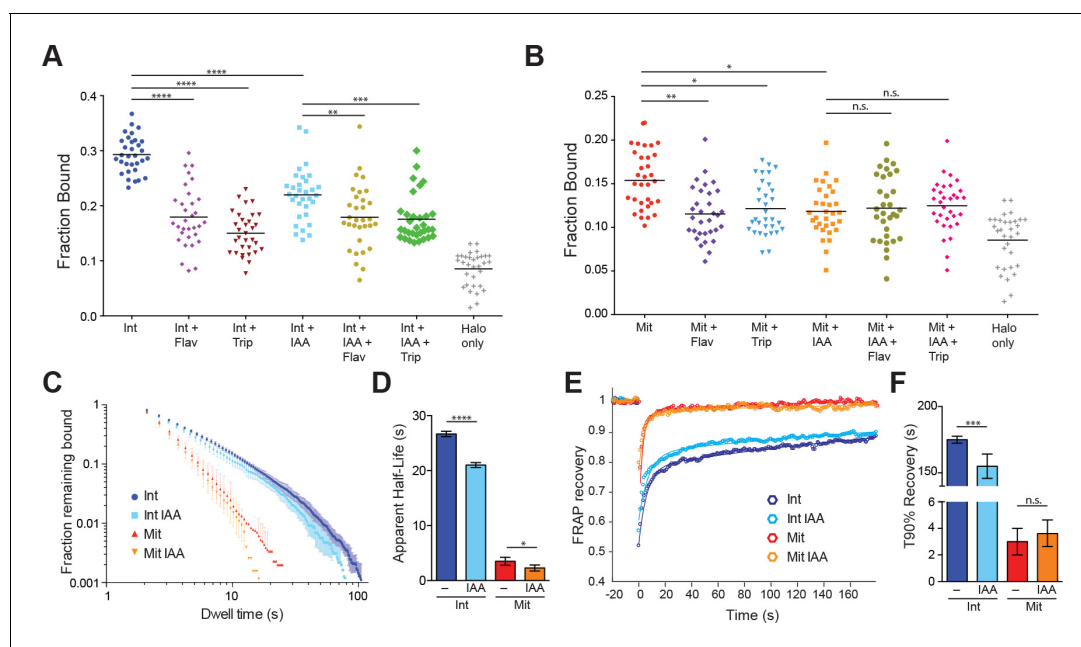 A
****
****
****
***
**
Fraction Bound
0.4
0.3
0.2
0.1
0.0
Int
Int +
Flav
Int +
Trip
Int +
IAA
Int +
IAA +
Flav
Int +
IAA +
Trip
Halo
only
B
*
*
**
n.s.
n.s.
Fraction Bound
0.25
0.20
0.15
0.10
0.05
0.00
Mit
Mit +
Flav
Mit +
Trip
Mit +
IAA
Mit +
IAA +
Flav
Mit +
IAA +
Trip
Halo
only
C
Fraction remaining bound
1
0.1
0.01
0.001
Int
Int IAA
Mit
Mit IAA
1
10
100
Dwell time (s)
D
Apparent Half-Life (s)
30
20
10
0
****
*
– IAA – IAA
Int Mit
E
FRAP recovery
1
0.9
0.8
0.7
0.6
0.5
0.4
Int
Int IAA
Mit
Mit IAA
-20 0 20 40 60 80 100 120 140 160
Time (s)
F
T90% Recovery (s)
200
150
6
4
2
0
***
n.s.
– IAA – IAA
Int Mit